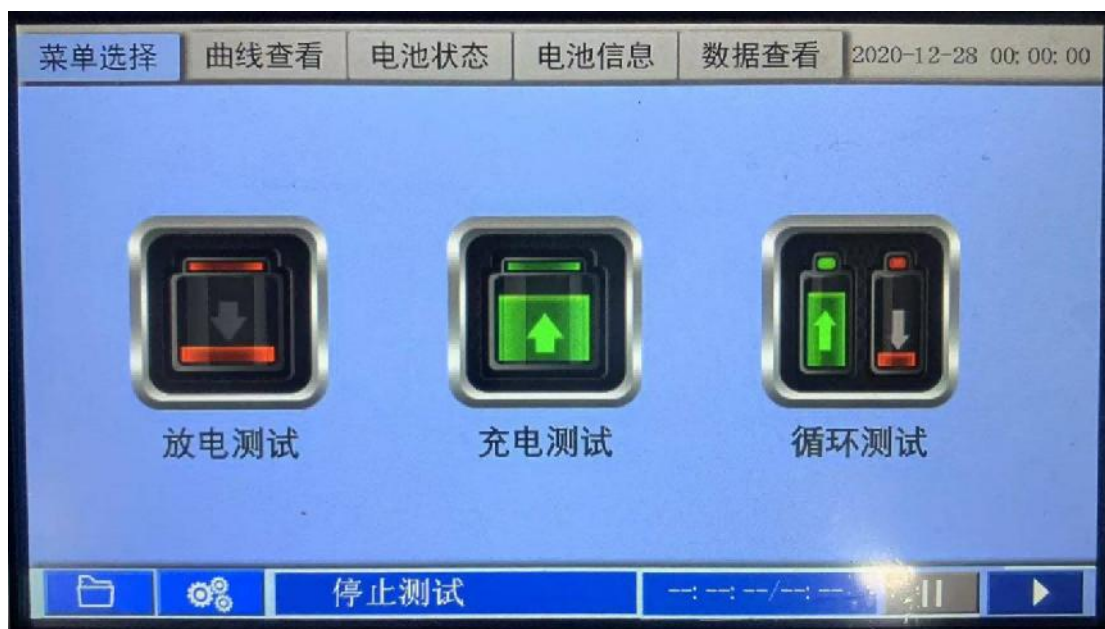 菜单选择 曲线查看 电池状态 电池信息 数据查看 2020-12-28 00:00:00
放电测试 充电测试 循环测试
停止测试 --:--:--/--:--